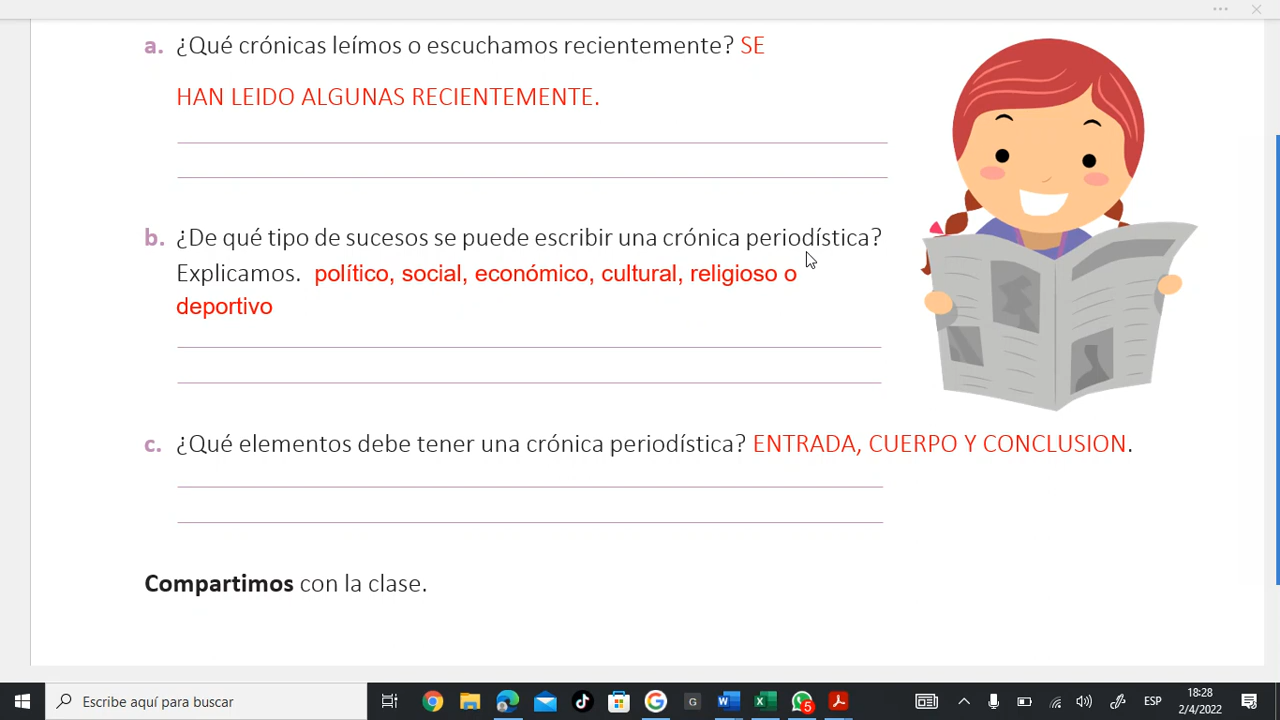 a. ¿Qué crónicas leímos o escuchamos recientemente? SE
HAN LEIDO ALGUNAS RECIENTEMENTE.
b. ¿De qué tipo de sucesos se puede escribir una crónica periodística?
Explicamos. político, social, económico, cultural, religioso o
deportivo
c. ¿Qué elementos debe tener una crónica periodística? ENTRADA, CUERPO Y CONCLUSION.
Compartimos con la clase.
Escribe aquí para buscar
G
5
ESP
18:28
2/4/2022